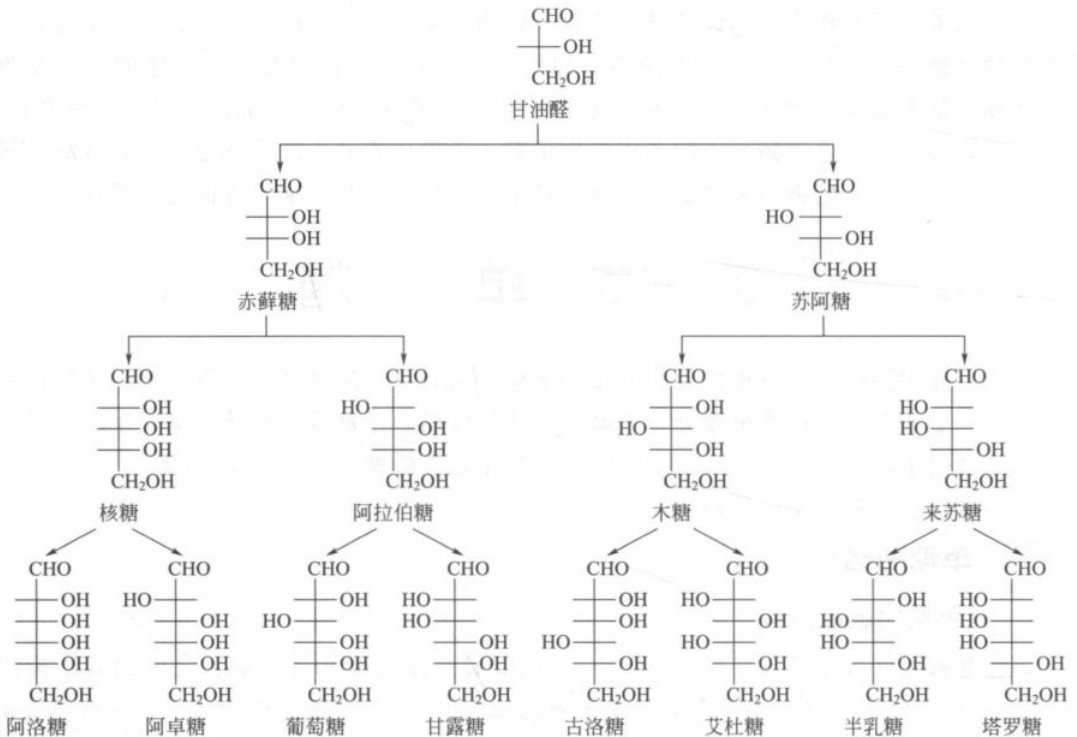 CHO
OH
CH₂OH
甘油醛
CHO CHO
OH HO
OH OH
CH₂OH CH₂OH
赤藓糖 苏阿糖
CHO CHO CHO CHO
OH HO OH HO
OH OH HO HO
OH OH OH OH
CH₂OH CH₂OH CH₂OH CH₂OH
核糖 阿拉伯糖 木糖 来苏糖
CHO CHO CHO CHO CHO CHO CHO CHO
OH HO OH HO OH HO OH HO
OH OH HO HO OH OH HO HO
OH OH OH OH HO HO HO HO
OH OH OH OH OH OH OH OH
CH₂OH CH₂OH CH₂OH CH₂OH CH₂OH CH₂OH CH₂OH CH₂OH
阿洛糖 阿卓糖 葡萄糖 甘露糖 古洛糖 艾杜糖 半乳糖 塔罗糖